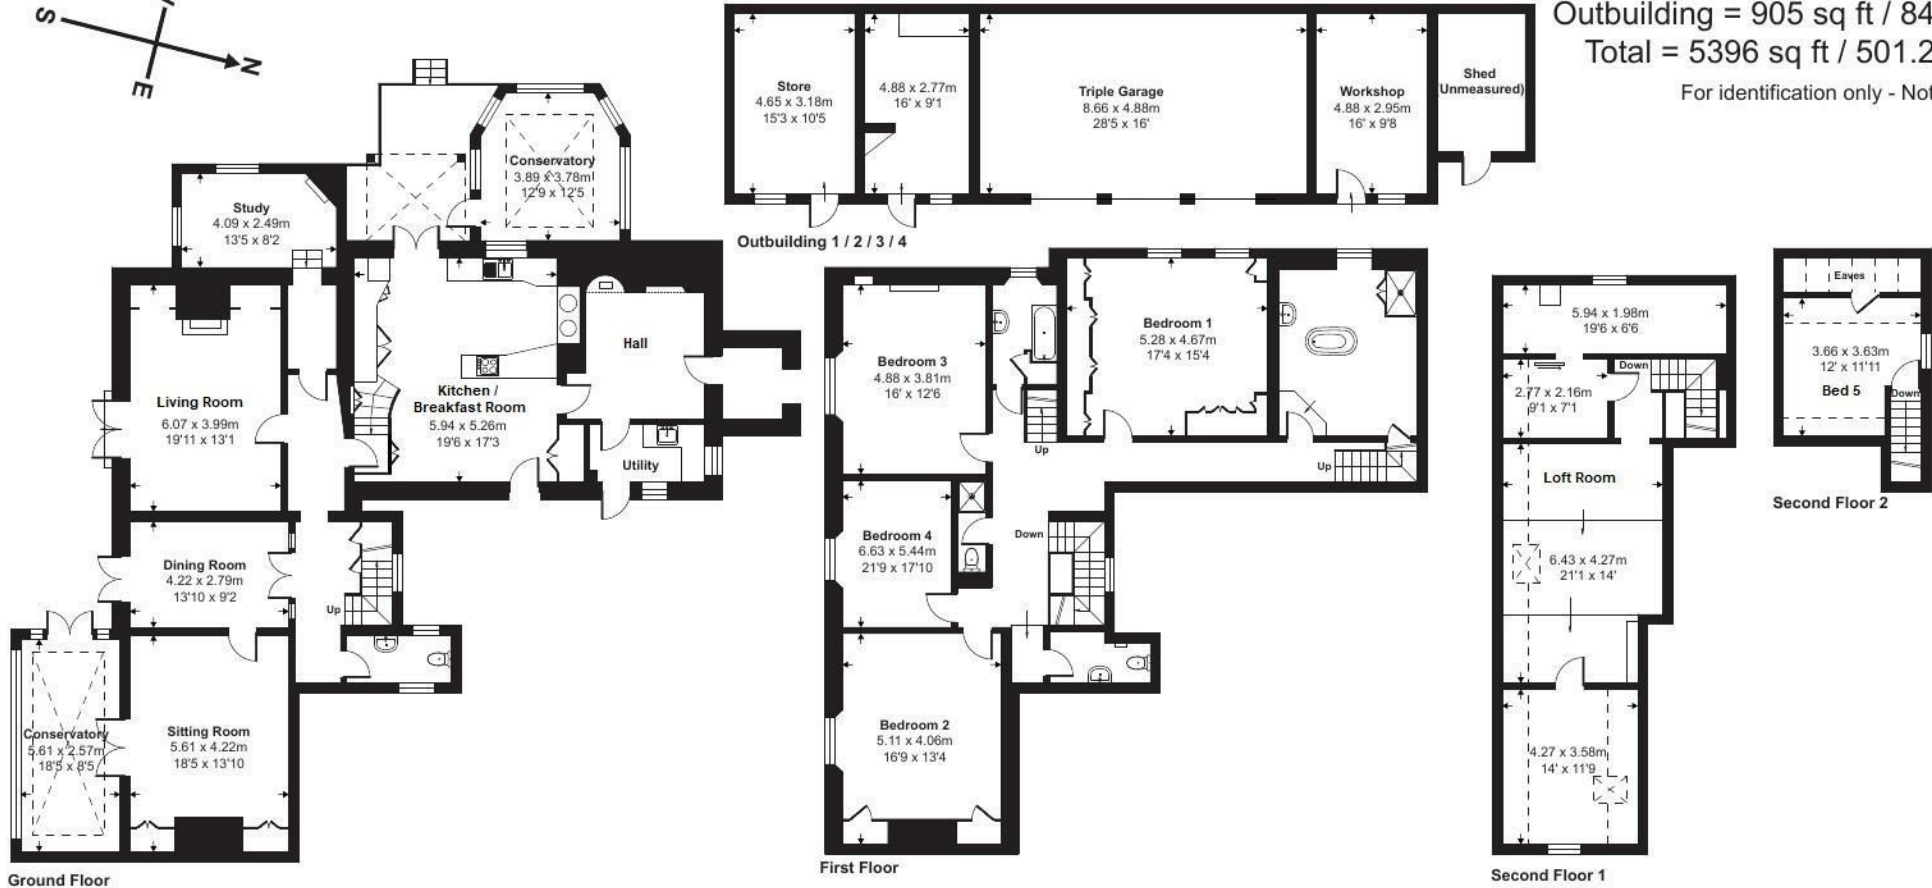 S
N
E
Outbuilding = 905 sq ft / 84
Total = 5396 sq ft / 501.2
For identification only - Not
Store
4.65 x 3.18m
15'3 x 10'5
4.88 x 2.77m
16' x 9'1
Triple Garage
8.66 x 4.88m
28'5 x 16'
Workshop
4.88 x 2.95m
16' x 9'8
Shed
(Unmeasured)
Outbuilding 1 / 2 / 3 / 4
Conservatory
3.89 x 3.78m
12'9 x 12'5
Study
4.09 x 2.49m
13'5 x 8'2
Living Room
6.07 x 3.99m
19'11 x 13'1
Kitchen /
Breakfast Room
5.94 x 5.26m
19'6 x 17'3
Hall
Utility
Dining Room
4.22 x 2.79m
13'10 x 9'2
Up
Conservatory
5.61 x 2.57m
18'5 x 8'5
Sitting Room
5.61 x 4.22m
18'5 x 13'10
Ground Floor
Bedroom 3
4.88 x 3.81m
16' x 12'6
Bedroom 1
5.28 x 4.67m
17'4 x 15'4
Up
Up
Bedroom 4
6.63 x 5.44m
21'9 x 17'10
Down
Bedroom 2
5.11 x 4.06m
16'9 x 13'4
First Floor
5.94 x 1.98m
19'6 x 6'6
2.77 x 2.16m
9'1 x 7'1
Down
Loft Room
6.43 x 4.27m
21'1 x 14'
4.27 x 3.58m
14' x 11'9
Second Floor 1
Eaves
3.66 x 3.63m
12' x 11'11
Bed 5
Down
Second Floor 2